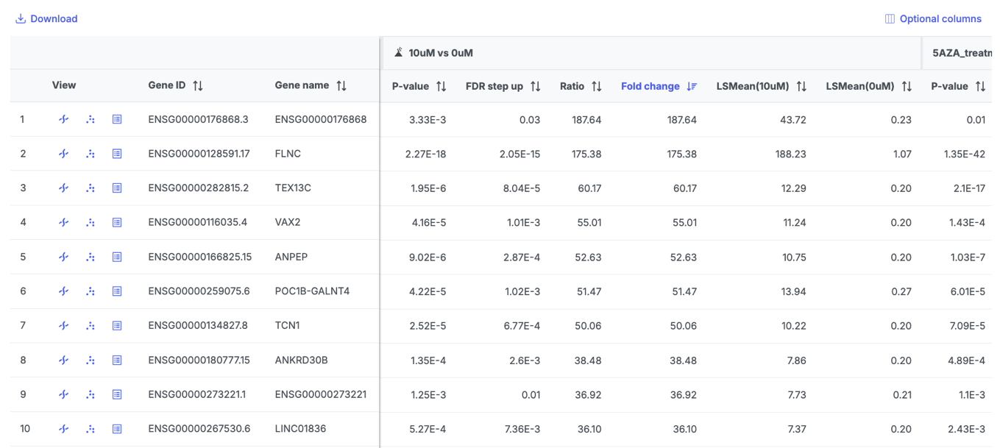 Download Optional columns
10uM vs 0uM 5AZA_treatm
View Gene ID Gene name P-value FDR step up Ratio Fold change LSMean(10uM) LSMean(0uM) P-value
1 ENSG00000176868.3 ENSG00000176868 3.33E-3 0.03 187.64 187.64 43.72 0.23 0.01
2 ENSG00000128591.17 FLNC 2.27E-18 2.05E-15 175.38 175.38 188.23 1.07 1.35E-42
3 ENSG00000282815.2 TEX13C 1.95E-6 8.04E-5 60.17 60.17 12.29 0.20 2.1E-17
4 ENSG00000116035.4 VAX2 4.16E-5 1.01E-3 55.01 55.01 11.24 0.20 1.43E-4
5 ENSG00000166825.15 ANPEP 9.02E-6 2.87E-4 52.63 52.63 10.75 0.20 1.03E-7
6 ENSG00000259075.6 POC1B-GALNT4 4.22E-5 1.02E-3 51.47 51.47 13.94 0.27 6.01E-5
7 ENSG00000134827.8 TCN1 2.52E-5 6.77E-4 50.06 50.06 10.22 0.20 7.09E-5
8 ENSG00000180777.15 ANKRD30B 1.35E-4 2.6E-3 38.48 38.48 7.86 0.20 4.89E-4
9 ENSG00000273221.1 ENSG00000273221 1.25E-3 0.01 36.92 36.92 7.73 0.21 1.1E-3
10 ENSG00000267530.6 LINC01836 5.27E-4 7.36E-3 36.10 36.10 7.37 0.20 2.43E-3